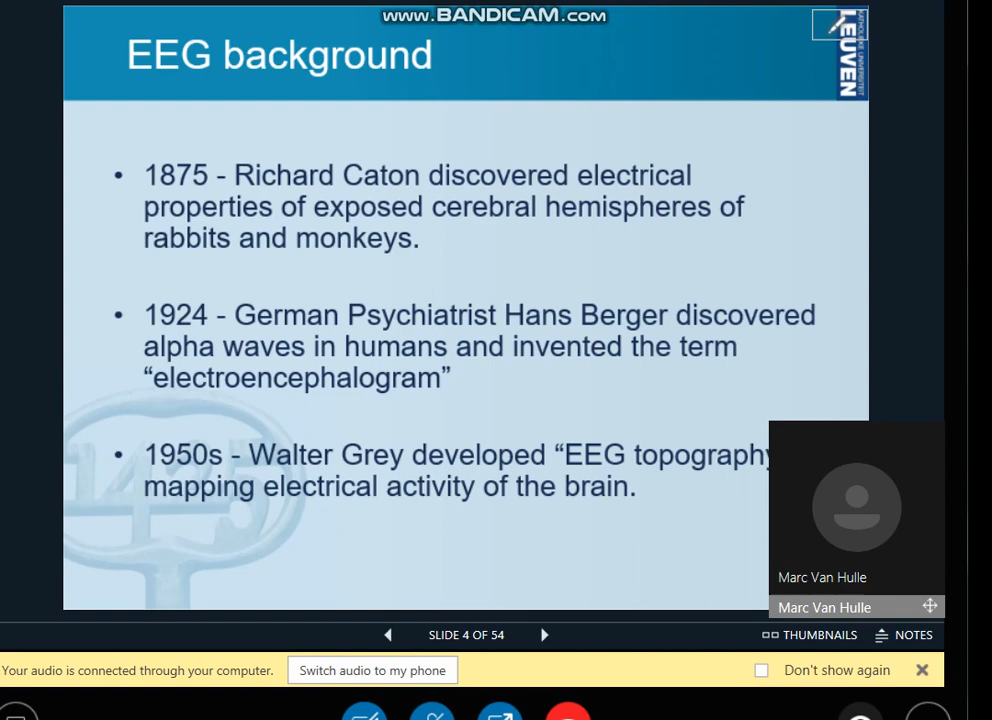 www.BANDICAM.com
EEG background
KATHOLIEKE UNIVERSITEIT
LEUVEN
• 1875 - Richard Caton discovered electrical
properties of exposed cerebral hemispheres of
rabbits and monkeys.
• 1924 - German Psychiatrist Hans Berger discovered
alpha waves in humans and invented the term
“electroencephalogram”
• 1950s - Walter Grey developed “EEG topography
mapping electrical activity of the brain.
1425
Marc Van Hulle
Marc Van Hulle
SLIDE 4 OF 54
THUMBNAILS
NOTES
Your audio is connected through your computer.
Switch audio to my phone
Don't show again